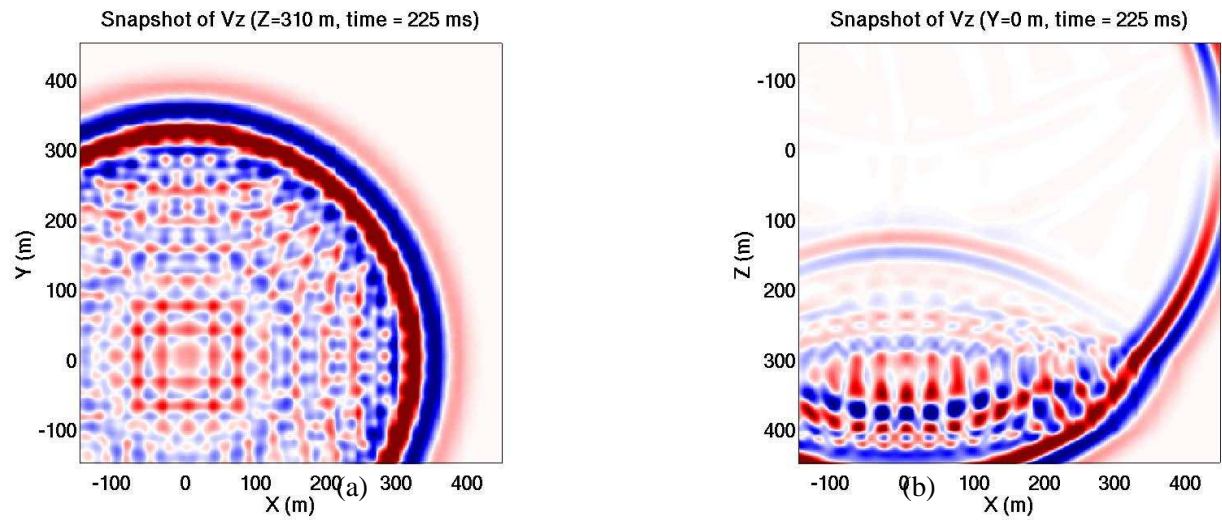 Snapshot of Vz (Z=310 m, time = 225 ms)
400
300
200
100
0
-100
Y (m)
-100 0 100 200 300 400
X (m)
(a)
Snapshot of Vz (Y=0 m, time = 225 ms)
-100
0
100
200
300
400
Z (m)
-100 0 100 200 300 400
X (m)
(b)